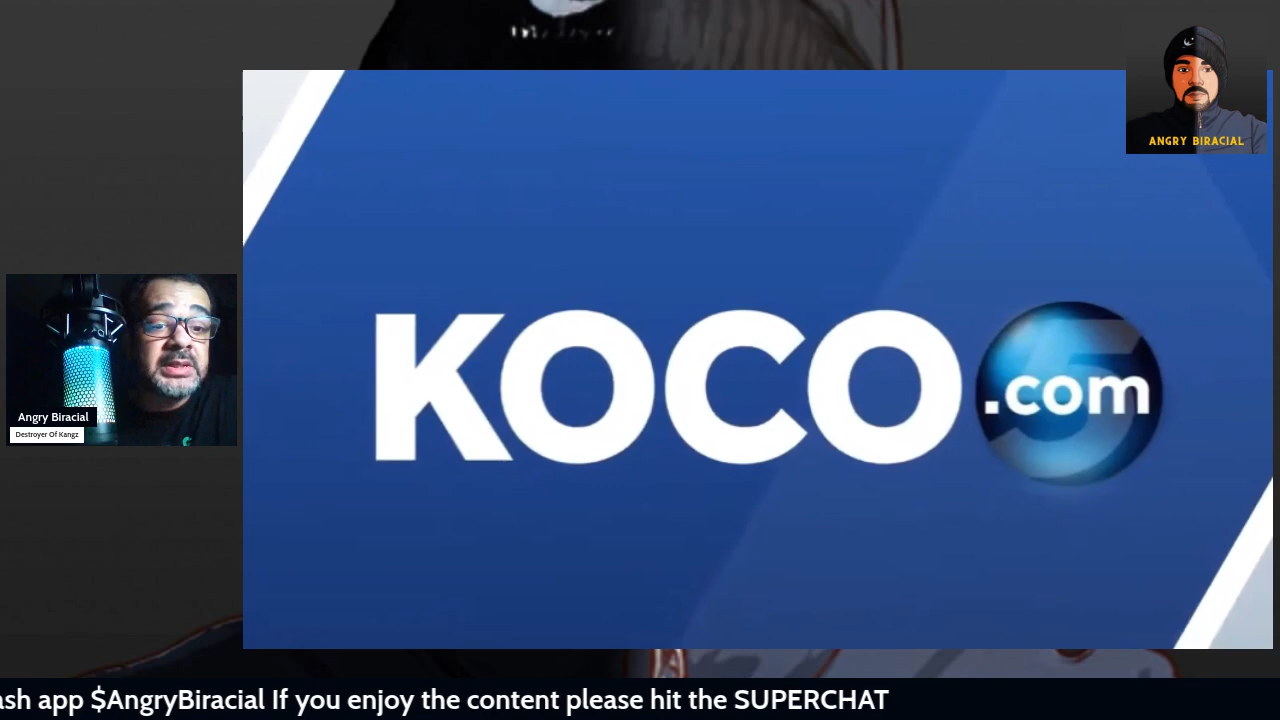 ANGRY BIRACIAL
KOCO
5
.com
Angry Biracial
Destroyer Of Kangz
ash app $AngryBiracial If you enjoy the content please hit the SUPERCHAT